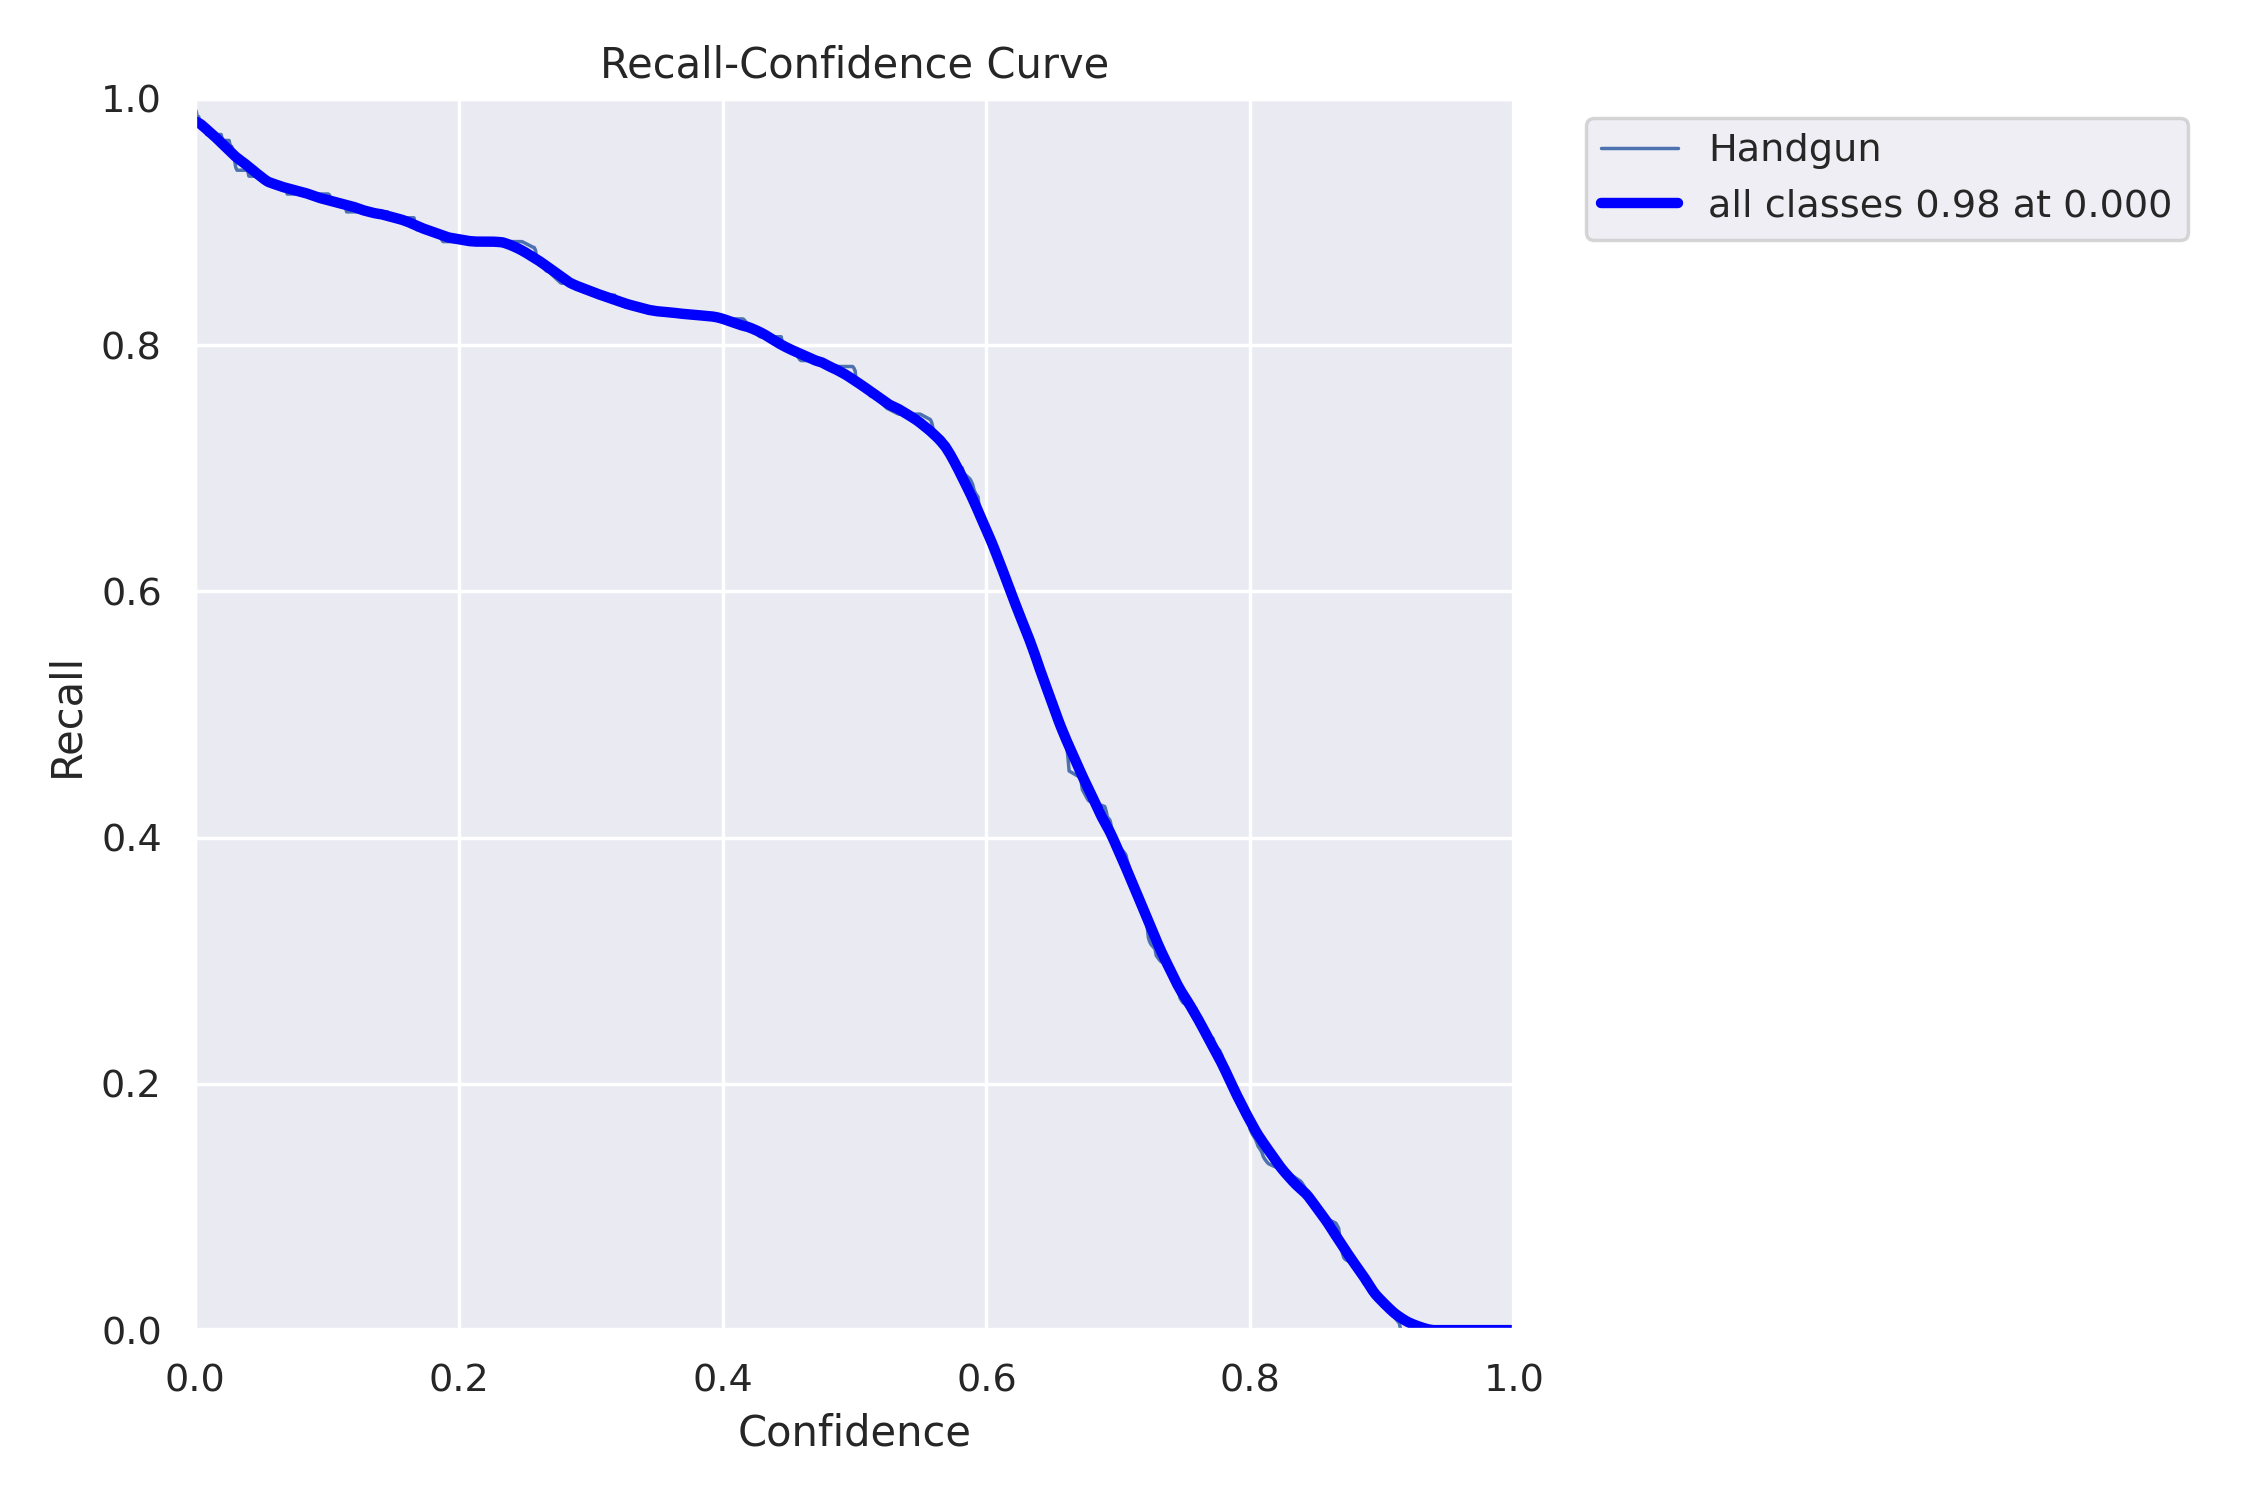 Recall-Confidence Curve
1.0
0.8
0.6
0.4
0.2
0.0
Recall
0.0 0.2 0.4 0.6 0.8 1.0
Confidence
Handgun
all classes 0.98 at 0.000